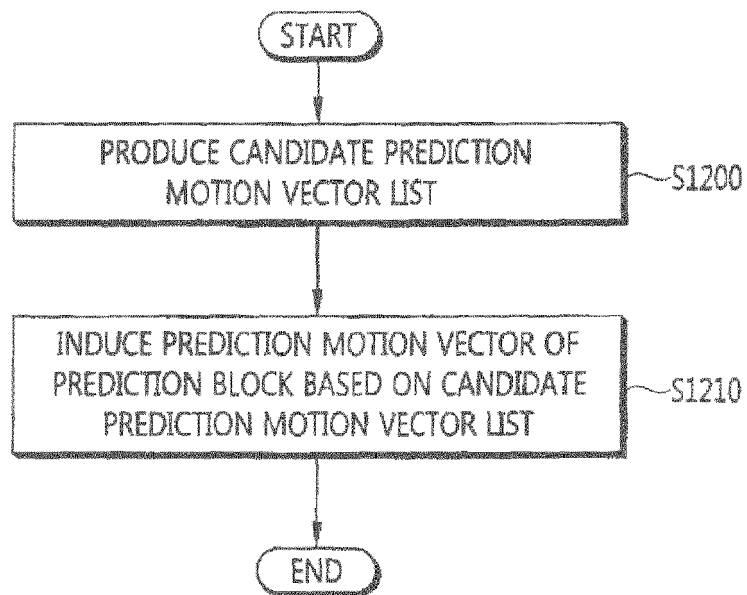 START
PRODUCE CANDIDATE PREDICTION
MOTION VECTOR LIST
S1200
INDUCE PREDICTION MOTION VECTOR OF
PREDICTION BLOCK BASED ON CANDIDATE
PREDICTION MOTION VECTOR LIST
S1210
END